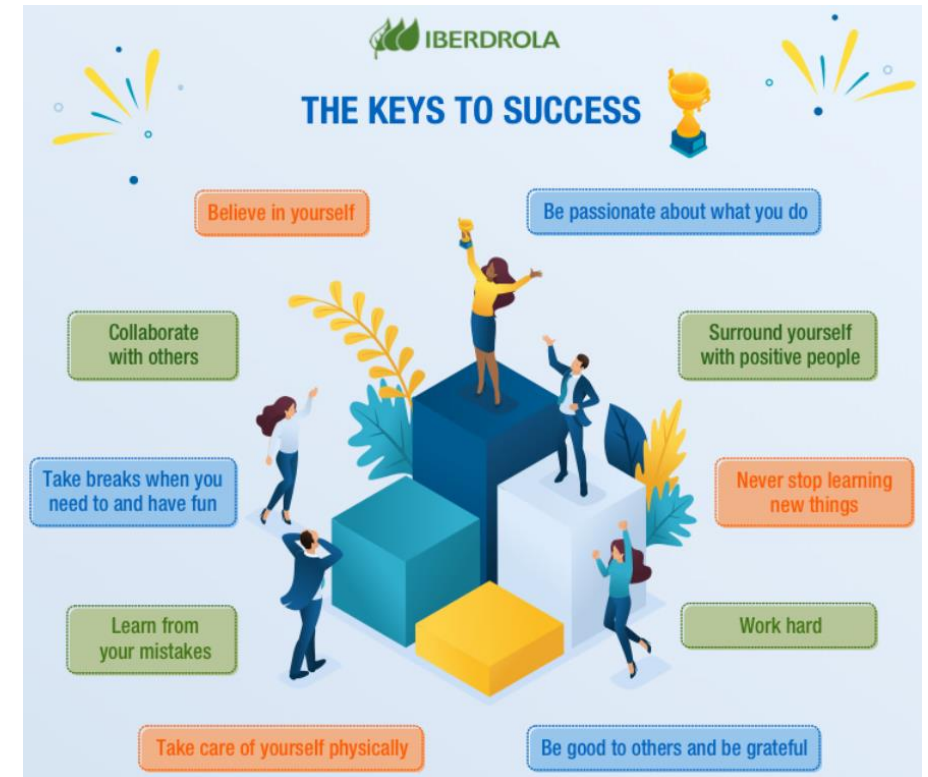 IBERDROLA
THE KEYS TO SUCCESS
Believe in yourself
Be passionate about what you do
Collaborate
with others
Surround yourself
with positive people
Take breaks when you
need to and have fun
Never stop learning
new things
Learn from
your mistakes
Work hard
Take care of yourself physically
Be good to others and be grateful